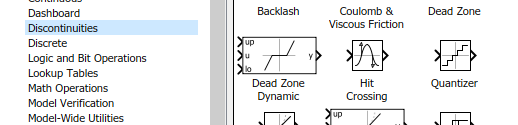 Dashboard
Discontinuities
Discrete
Logic and Bit Operations
Lookup Tables
Math Operations
Model Verification
Model-Wide Utilities
Backlash
Coulomb &
Viscous Friction
Dead Zone
up
u
lo
y
Dead Zone
Dynamic
Hit
Crossing
Quantizer
up